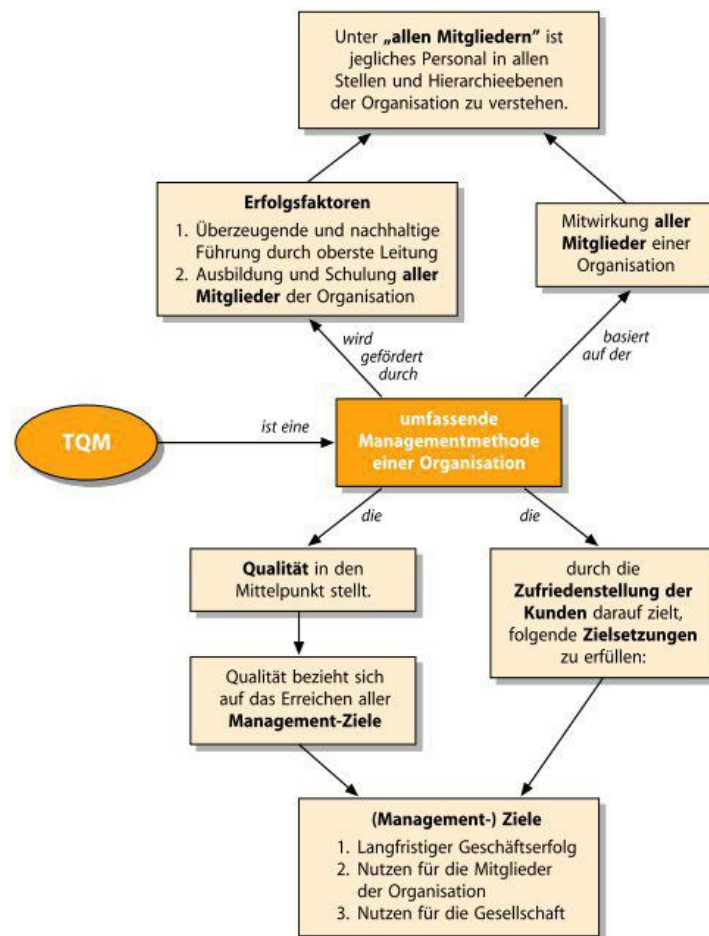 Unter „allen Mitgliedern” ist
jegliches Personal in allen
Stellen und Hierarchieebenen
der Organisation zu verstehen.
Erfolgsfaktoren
1. Überzeugende und nachhaltige
Führung durch oberste Leitung
2. Ausbildung und Schulung aller
Mitglieder der Organisation
Mitwirkung aller
Mitglieder einer
Organisation
wird
gefördert
durch
basiert
auf der
TQM
ist eine
umfassende
Managementmethode
einer Organisation
die
die
Qualität in den
Mittelpunkt stellt.
durch die
Zufriedenstellung der
Kunden darauf zielt,
folgende Zielsetzungen
zu erfüllen:
Qualität bezieht sich
auf das Erreichen aller
Management-Ziele
(Management-) Ziele
1. Langfristiger Geschäftserfolg
2. Nutzen für die Mitglieder
der Organisation
3. Nutzen für die Gesellschaft